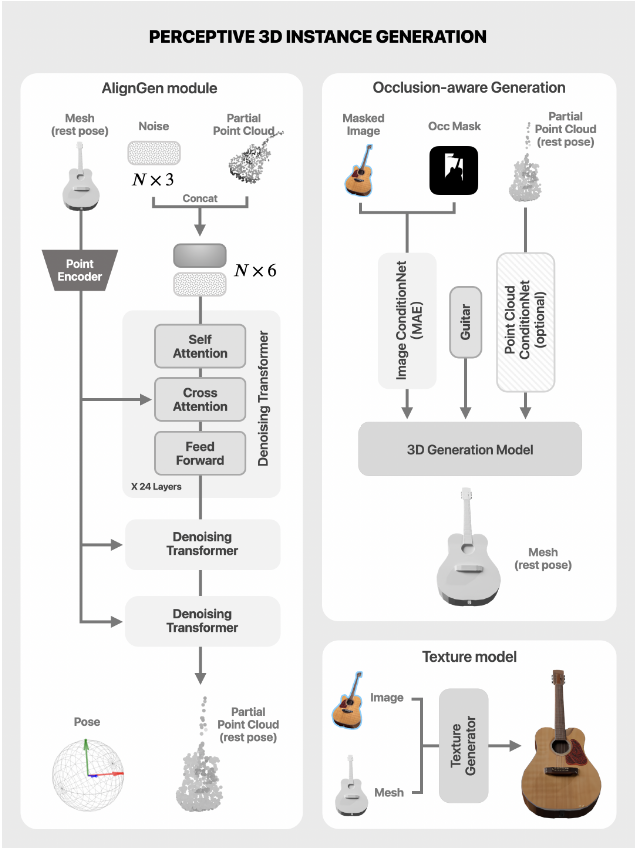 PERCEPTIVE 3D INSTANCE GENERATION
AlignGen module
Mesh
(rest pose)
Noise
N × 3
Partial
Point Cloud
Concat
N × 6
Point
Encoder
Self
Attention
Cross
Attention
Feed
Forward
X 24 Layers
Denoising Transformer
Denoising
Transformer
Denoising
Transformer
Pose
Partial
Point Cloud
(rest pose)
Occlusion-aware Generation
Masked
Image
Occ Mask
Partial
Point Cloud
(rest pose)
Image ConditionNet
(MAE)
Guitar
Point Cloud
ConditionNet
(optional)
3D Generation Model
Mesh
(rest pose)
Texture model
Image
Mesh
Texture
Generator